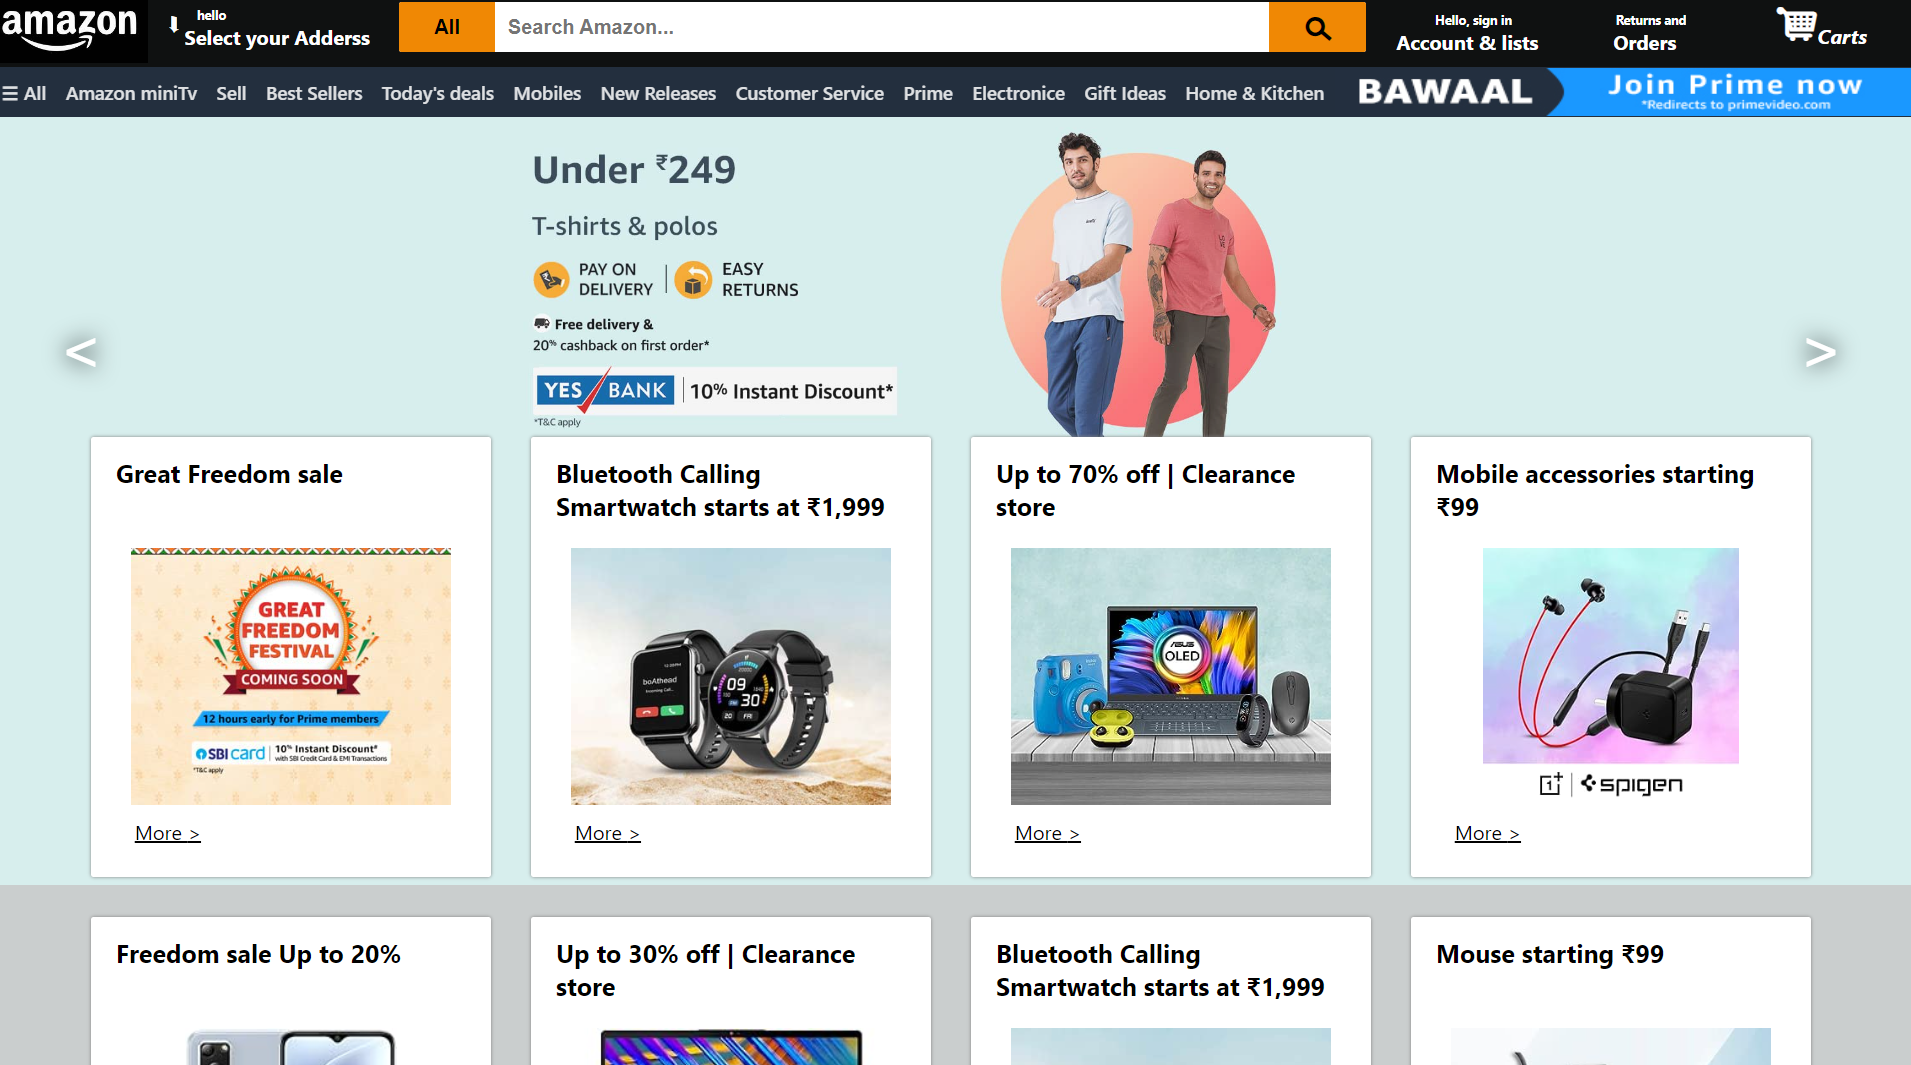 amazon
hello
Select your Adderss
All
Search Amazon...
Hello, sign in
Account & lists
Returns and
Orders
Carts
☰ All Amazon miniTv Sell Best Sellers Today's deals Mobiles New Releases Customer Service Prime Electronice Gift Ideas Home & Kitchen
BAWAAL
Join Prime now
*Redirects to primevideo.com
Under ₹249
T-shirts & polos
PAY ON
DELIVERY
EASY
RETURNS
Free delivery &
20% cashback on first order*
YES BANK | 10% Instant Discount*
*T&C apply
<
>
Great Freedom sale
GREAT
FREEDOM
FESTIVAL
COMING SOON
12 hours early for Prime members
SBI card
10% Instant Discount*
with SBI Credit Card & EMI Transactions
*T&C apply
More >
Bluetooth Calling
Smartwatch starts at ₹1,999
boAthead
Incoming Call...
09
30
20 FRI
More >
Up to 70% off | Clearance
store
ASUS
OLED
More >
Mobile accessories starting
₹99
1+ | spigen
More >
Freedom sale Up to 20%
Up to 30% off | Clearance
store
Bluetooth Calling
Smartwatch starts at ₹1,999
Mouse starting ₹99